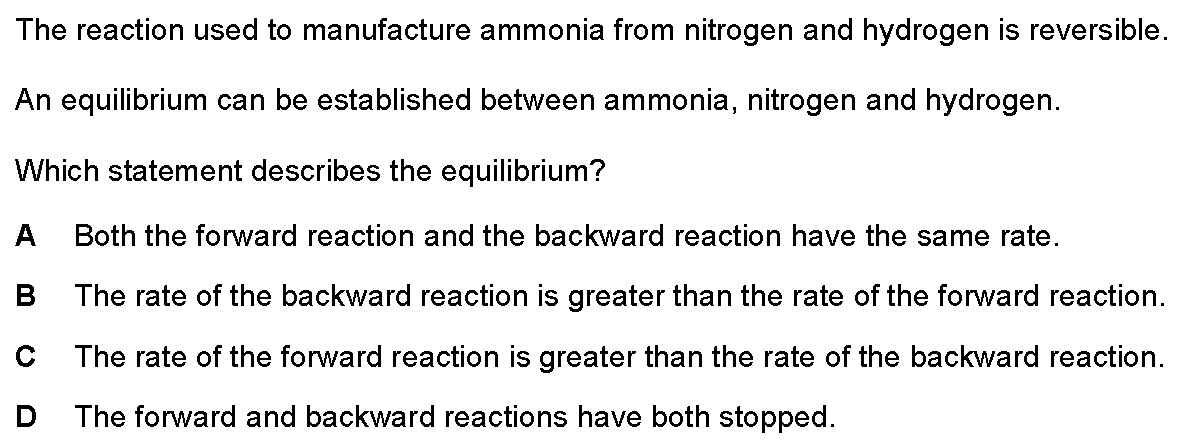 The reaction used to manufacture ammonia from nitrogen and hydrogen is reversible.
An equilibrium can be established between ammonia, nitrogen and hydrogen.
Which statement describes the equilibrium?
A Both the forward reaction and the backward reaction have the same rate.
B The rate of the backward reaction is greater than the rate of the forward reaction.
C The rate of the forward reaction is greater than the rate of the backward reaction.
D The forward and backward reactions have both stopped.